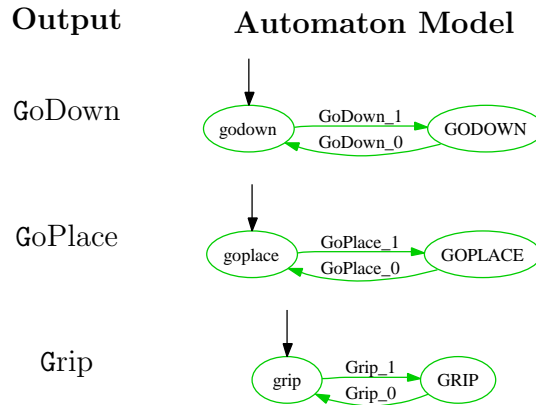 Output Automaton Model
GoDown
godown GoDown_1 GODOWN
GoDown_0
GoPlace
goplace GoPlace_1 GOPLACE
GoPlace_0
Grip
grip Grip_1 GRIP
Grip_0